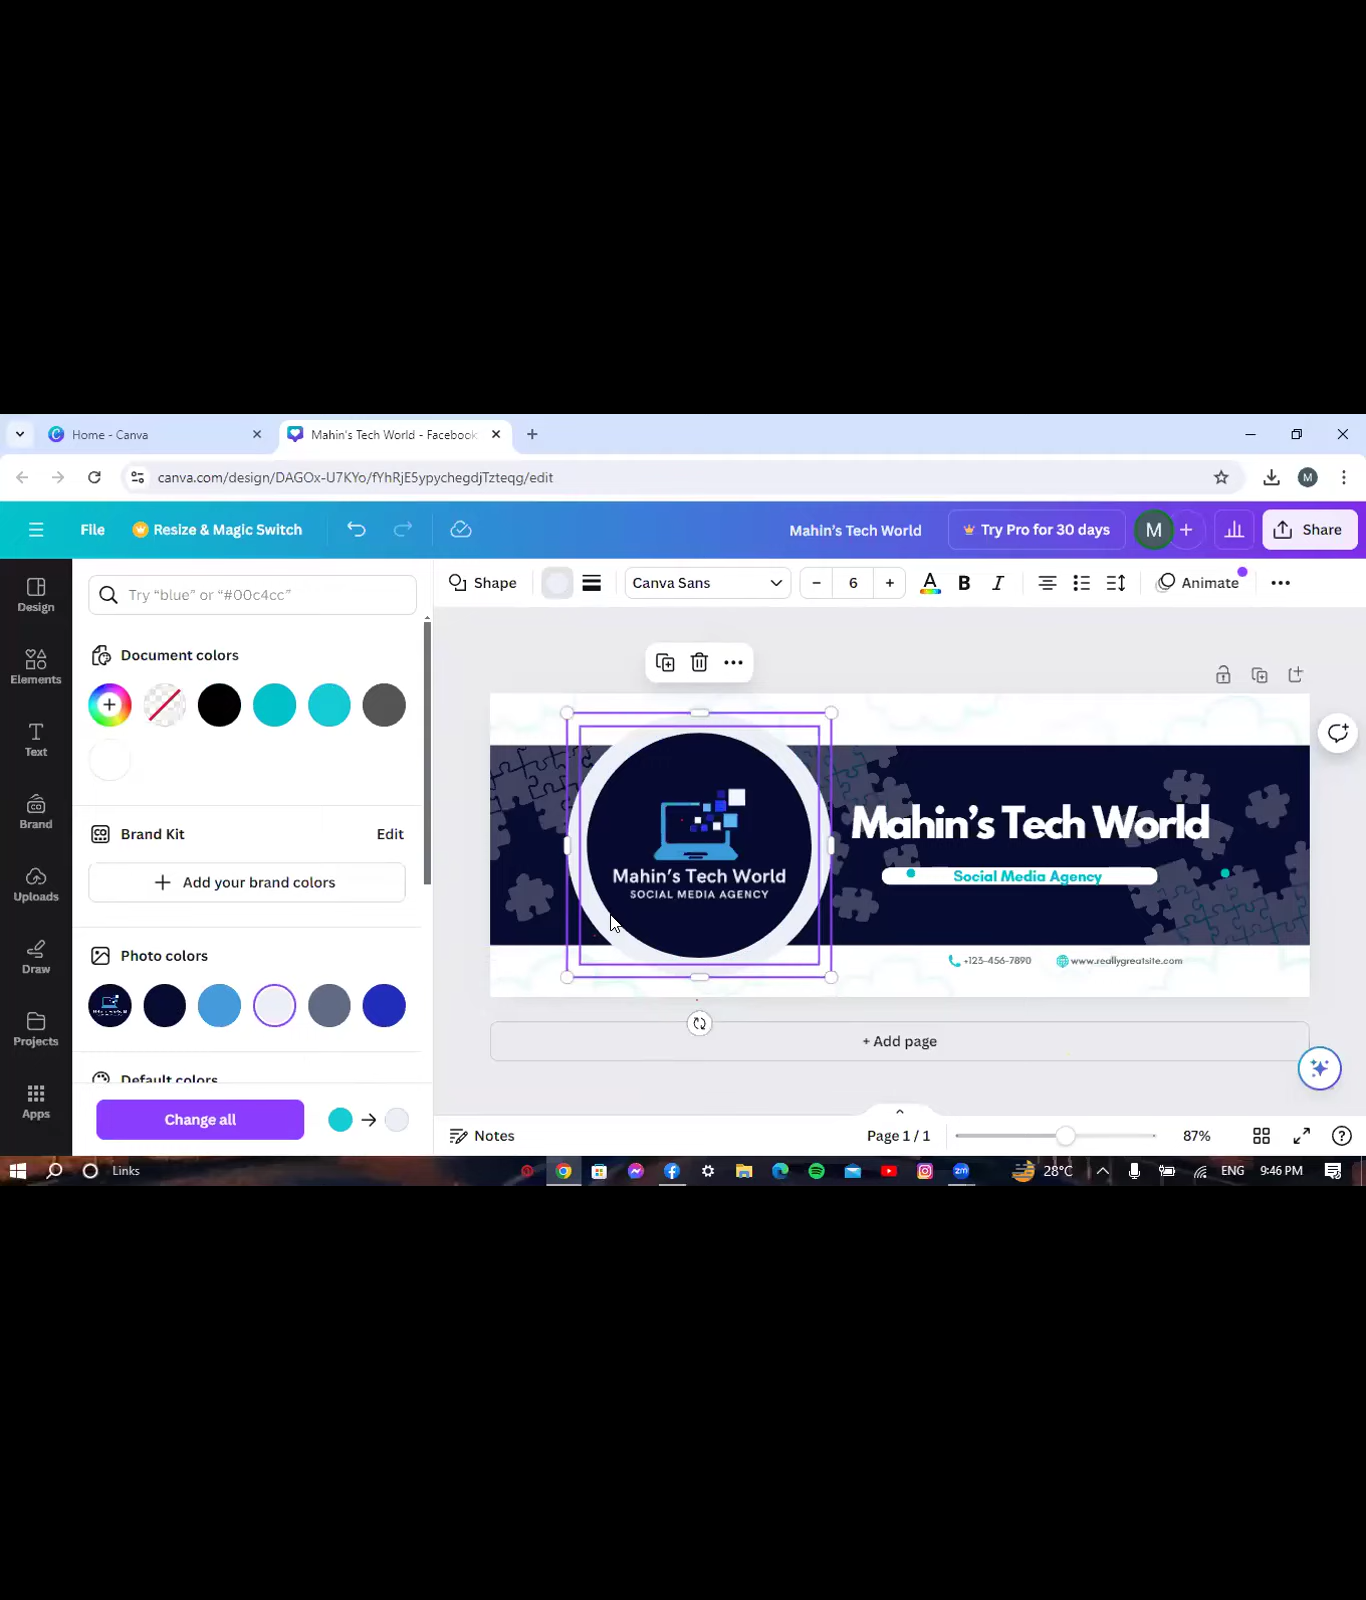 Home - Canva
Mahin's Tech World - Facebook
canva.com/design/DAGOx-U7KYo/fYhRjE5ypychegdjTzteqg/edit
M
File
Resize & Magic Switch
Mahin's Tech World
Try Pro for 30 days
M
Share
Design
Elements
Text
Brand
Uploads
Draw
Projects
Apps
Try “blue” or “#00c4cc”
Document colors
Brand Kit
Edit
Add your brand colors
Photo colors
Default colors
Change all
Shape
Canva Sans
6
A
B
I
Animate
Mahin's Tech World
SOCIAL MEDIA AGENCY
Mahin's Tech World
Social Media Agency
+123-456-7890
www.reallygreatsite.com
+ Add page
Notes
Page 1 / 1
87%
Links
28°C
ENG
9:46 PM